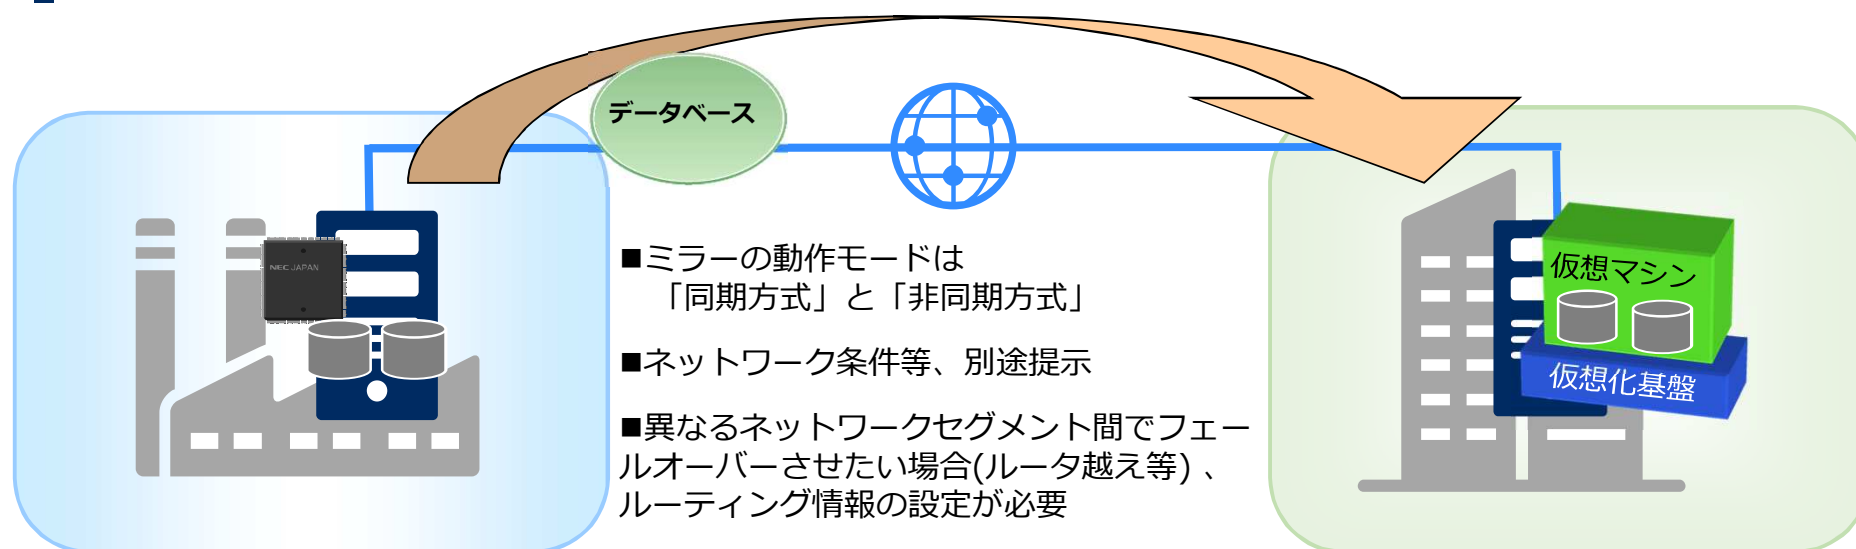 データベース
NEC JAPAN
■ミラーの動作モードは
「同期方式」と「非同期方式」
■ネットワーク条件等、別途提示
■異なるネットワークセグメント間でフェー
ルオーバーさせたい場合(ルータ越え等) 、
ルーティング情報の設定が必要
仮想マシン
仮想化基盤